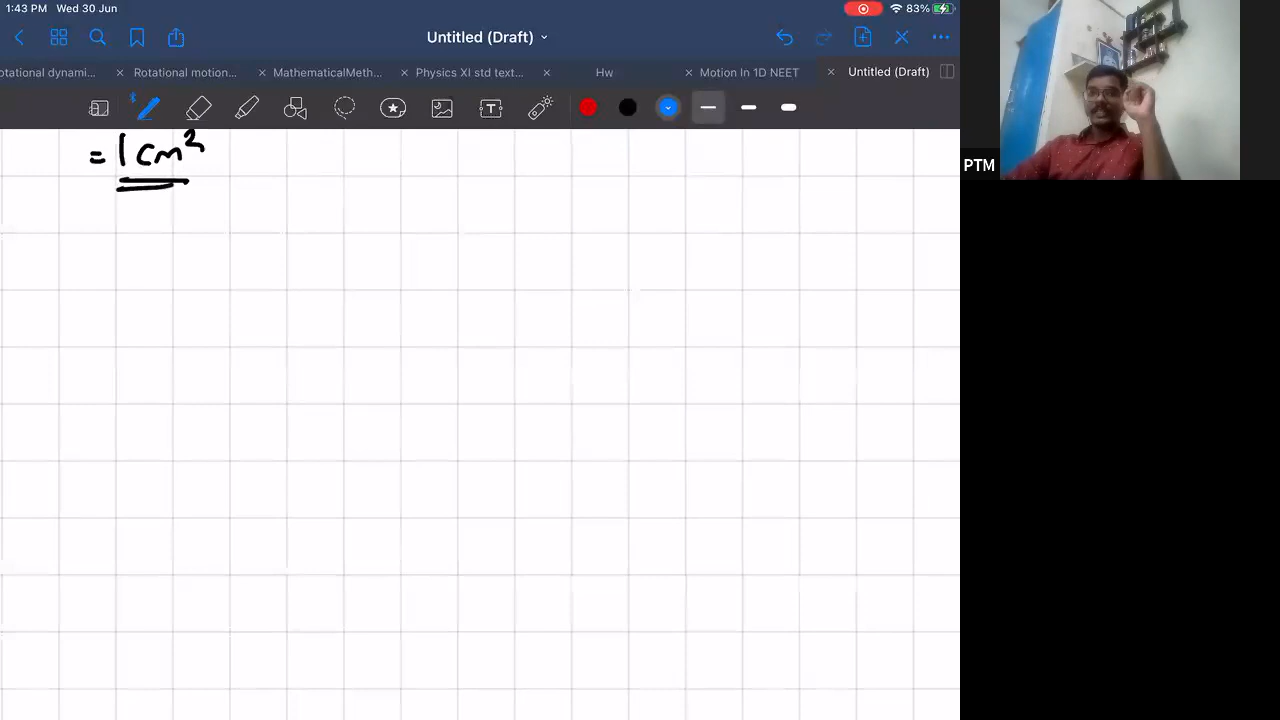 1:43 PM Wed 30 Jun
83%
Untitled (Draft)
otational dynami...
Rotational motion...
MathematicalMeth...
Physics XI std text...
Hw
Motion In 1D NEET
Untitled (Draft)
T
= 1 cm²
PTM